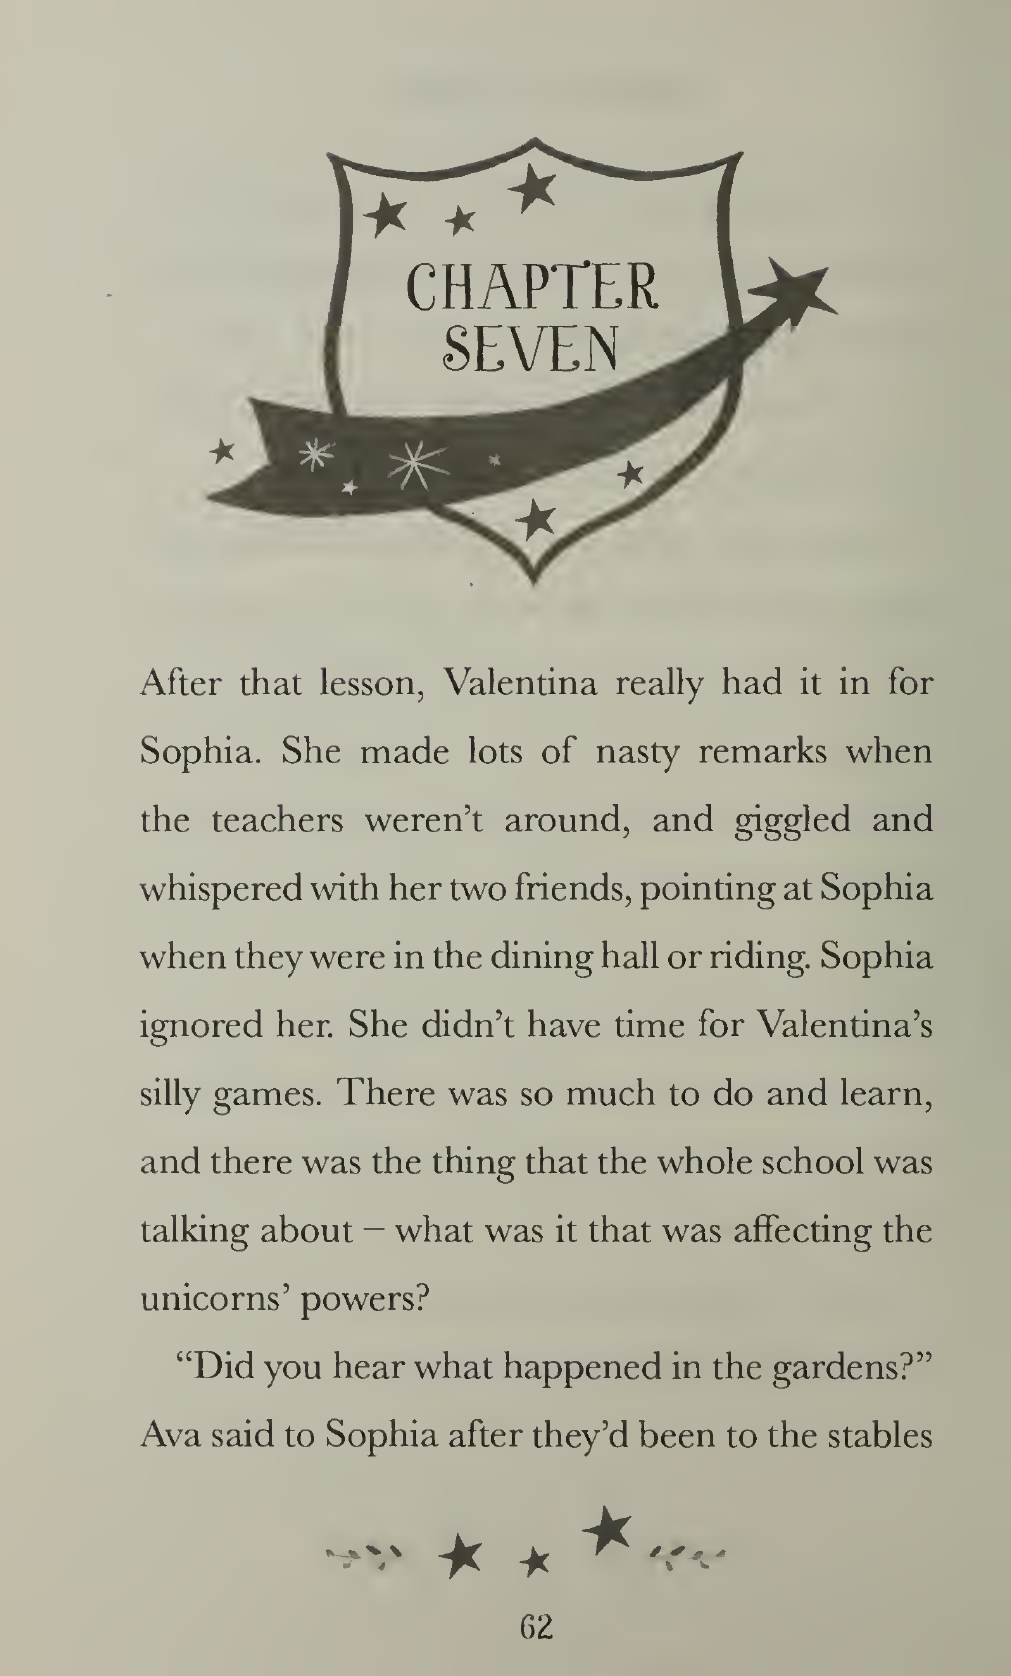 CHAPTER
SEVEN
After that lesson, Valentina really had it in for
Sophia. She made lots of nasty remarks when
the teachers weren’t around, and giggled and
whispered with her two friends, pointing at Sophia
when they were in the dining hall or riding. Sophia
ignored her. She didn’t have time for Valentina’s
silly games. There was so much to do and learn,
and there was the thing that the whole school was
talking about – what was it that was affecting the
unicorns’ powers?
“Did you hear what happened in the gardens?”
Ava said to Sophia after they’d been to the stables
62